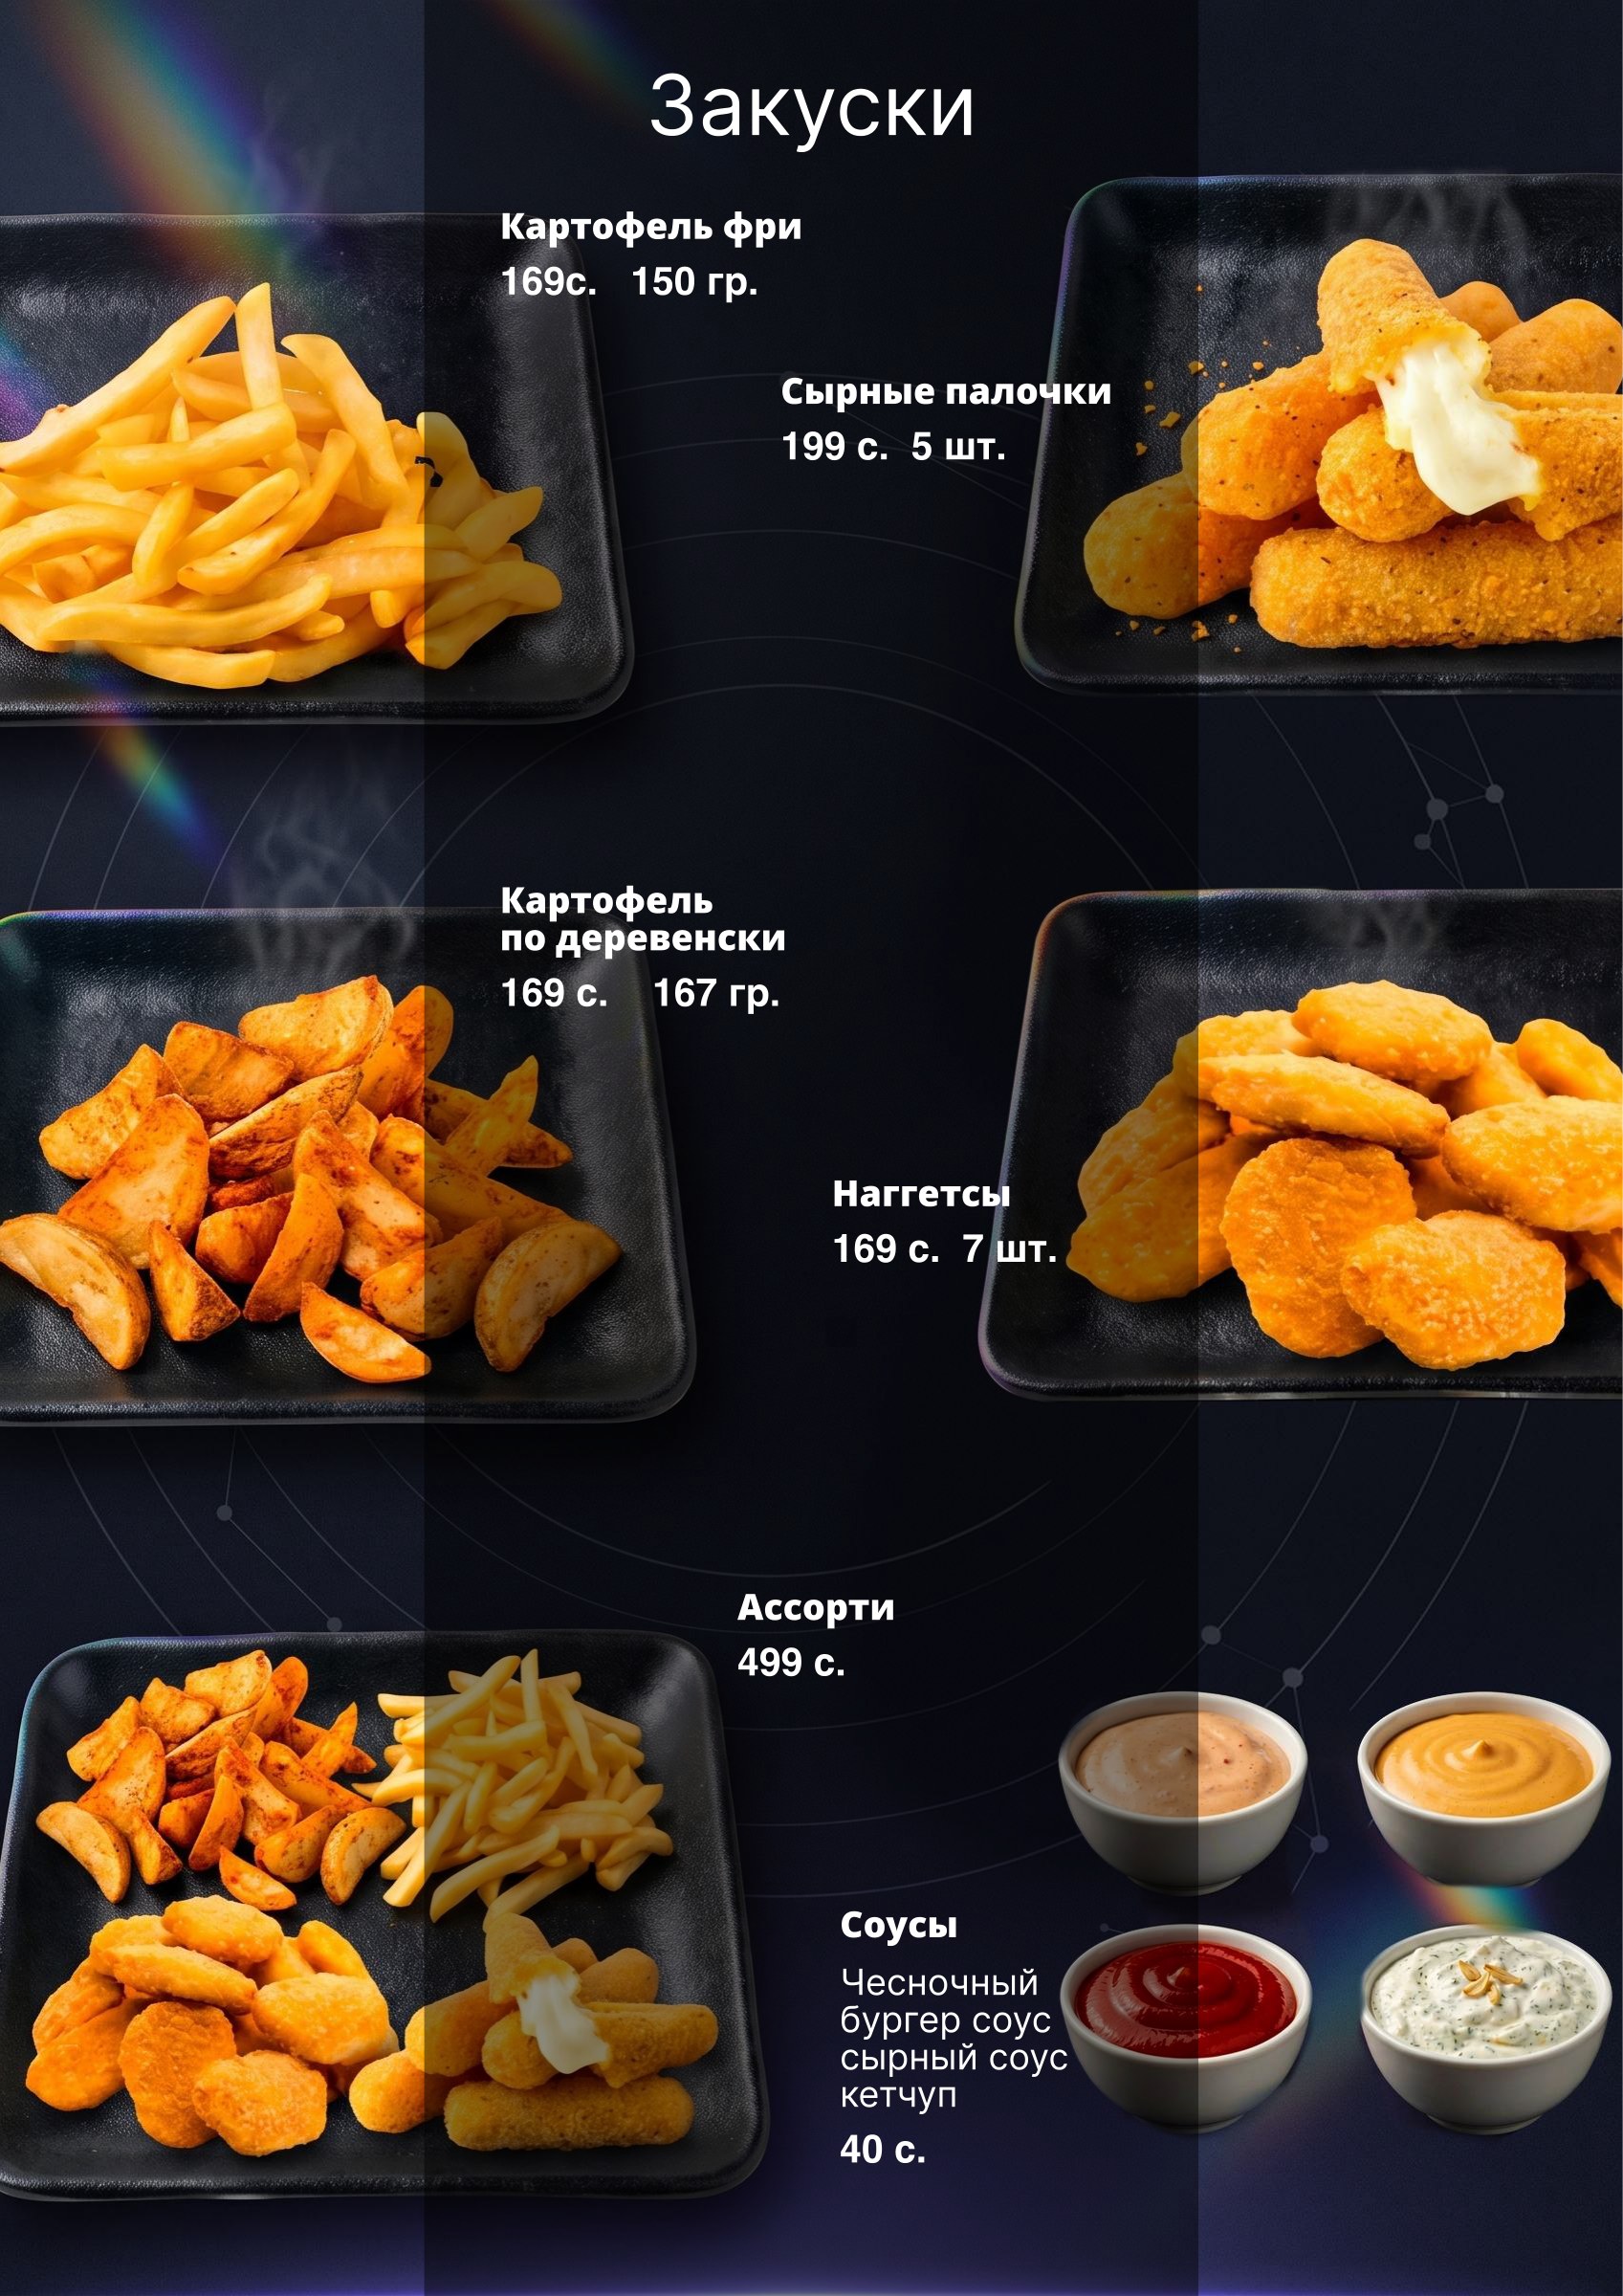 Закуски
Картофель фри
169с. 150 гр.
Сырные палочки
199 с. 5 шт.
Картофель
по деревенски
169 с. 167 гр.
Наггетсы
169 с. 7 шт.
Ассорти
499 с.
Соусы
Чесночный
бургер соус
сырный соус
кетчуп
40 с.